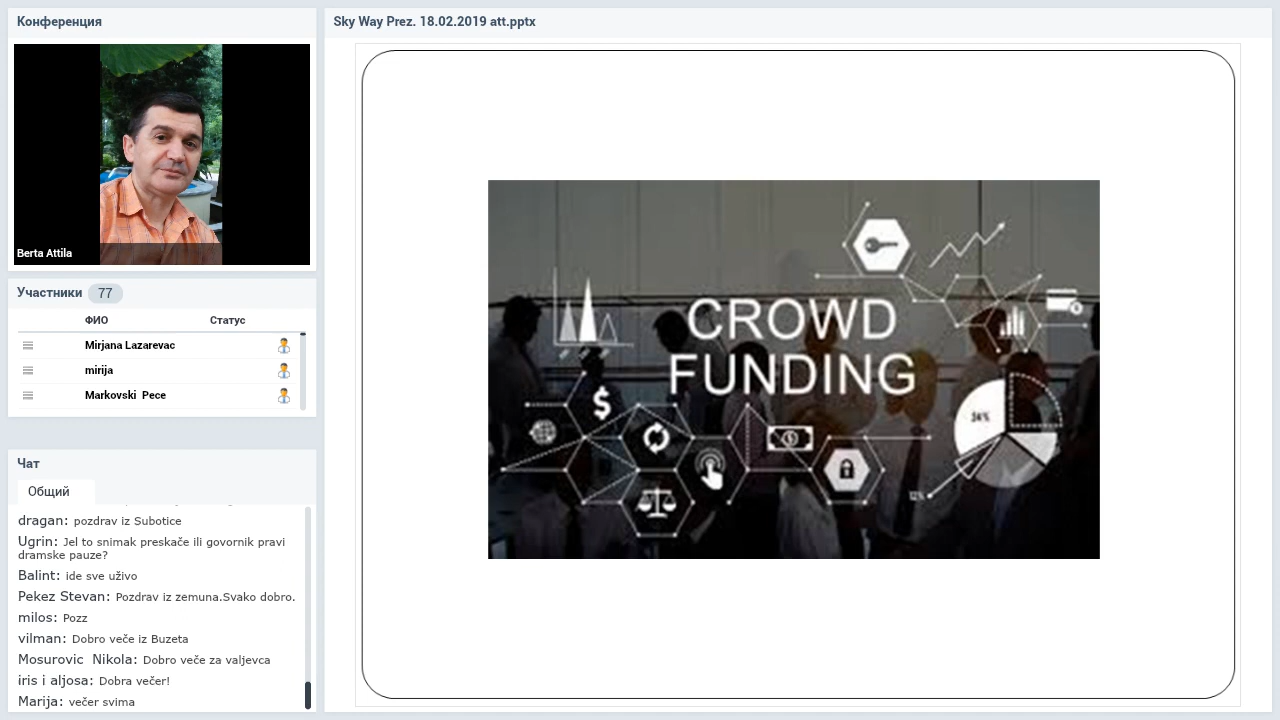 Конференция
Berta Attila
Участники 77
ФИО Статус
Mirjana Lazarevac
mirija
Markovski Pece
Чат
Общий
dragan: pozdrav iz Subotice
Ugrin: Jel to snimak preskače ili govornik pravi
dramske pauze?
Balint: ide sve uživo
Pekez Stevan: Pozdrav iz zemuna.Svako dobro.
milos: Pozz
vilman: Dobro veče iz Buzeta
Mosurovic Nikola: Dobro veče za valjevca
iris i aljosa: Dobra večer!
Marija: večer svima
Sky Way Prez. 18.02.2019 att.pptx
CROWD
FUNDING
$
34%
12%